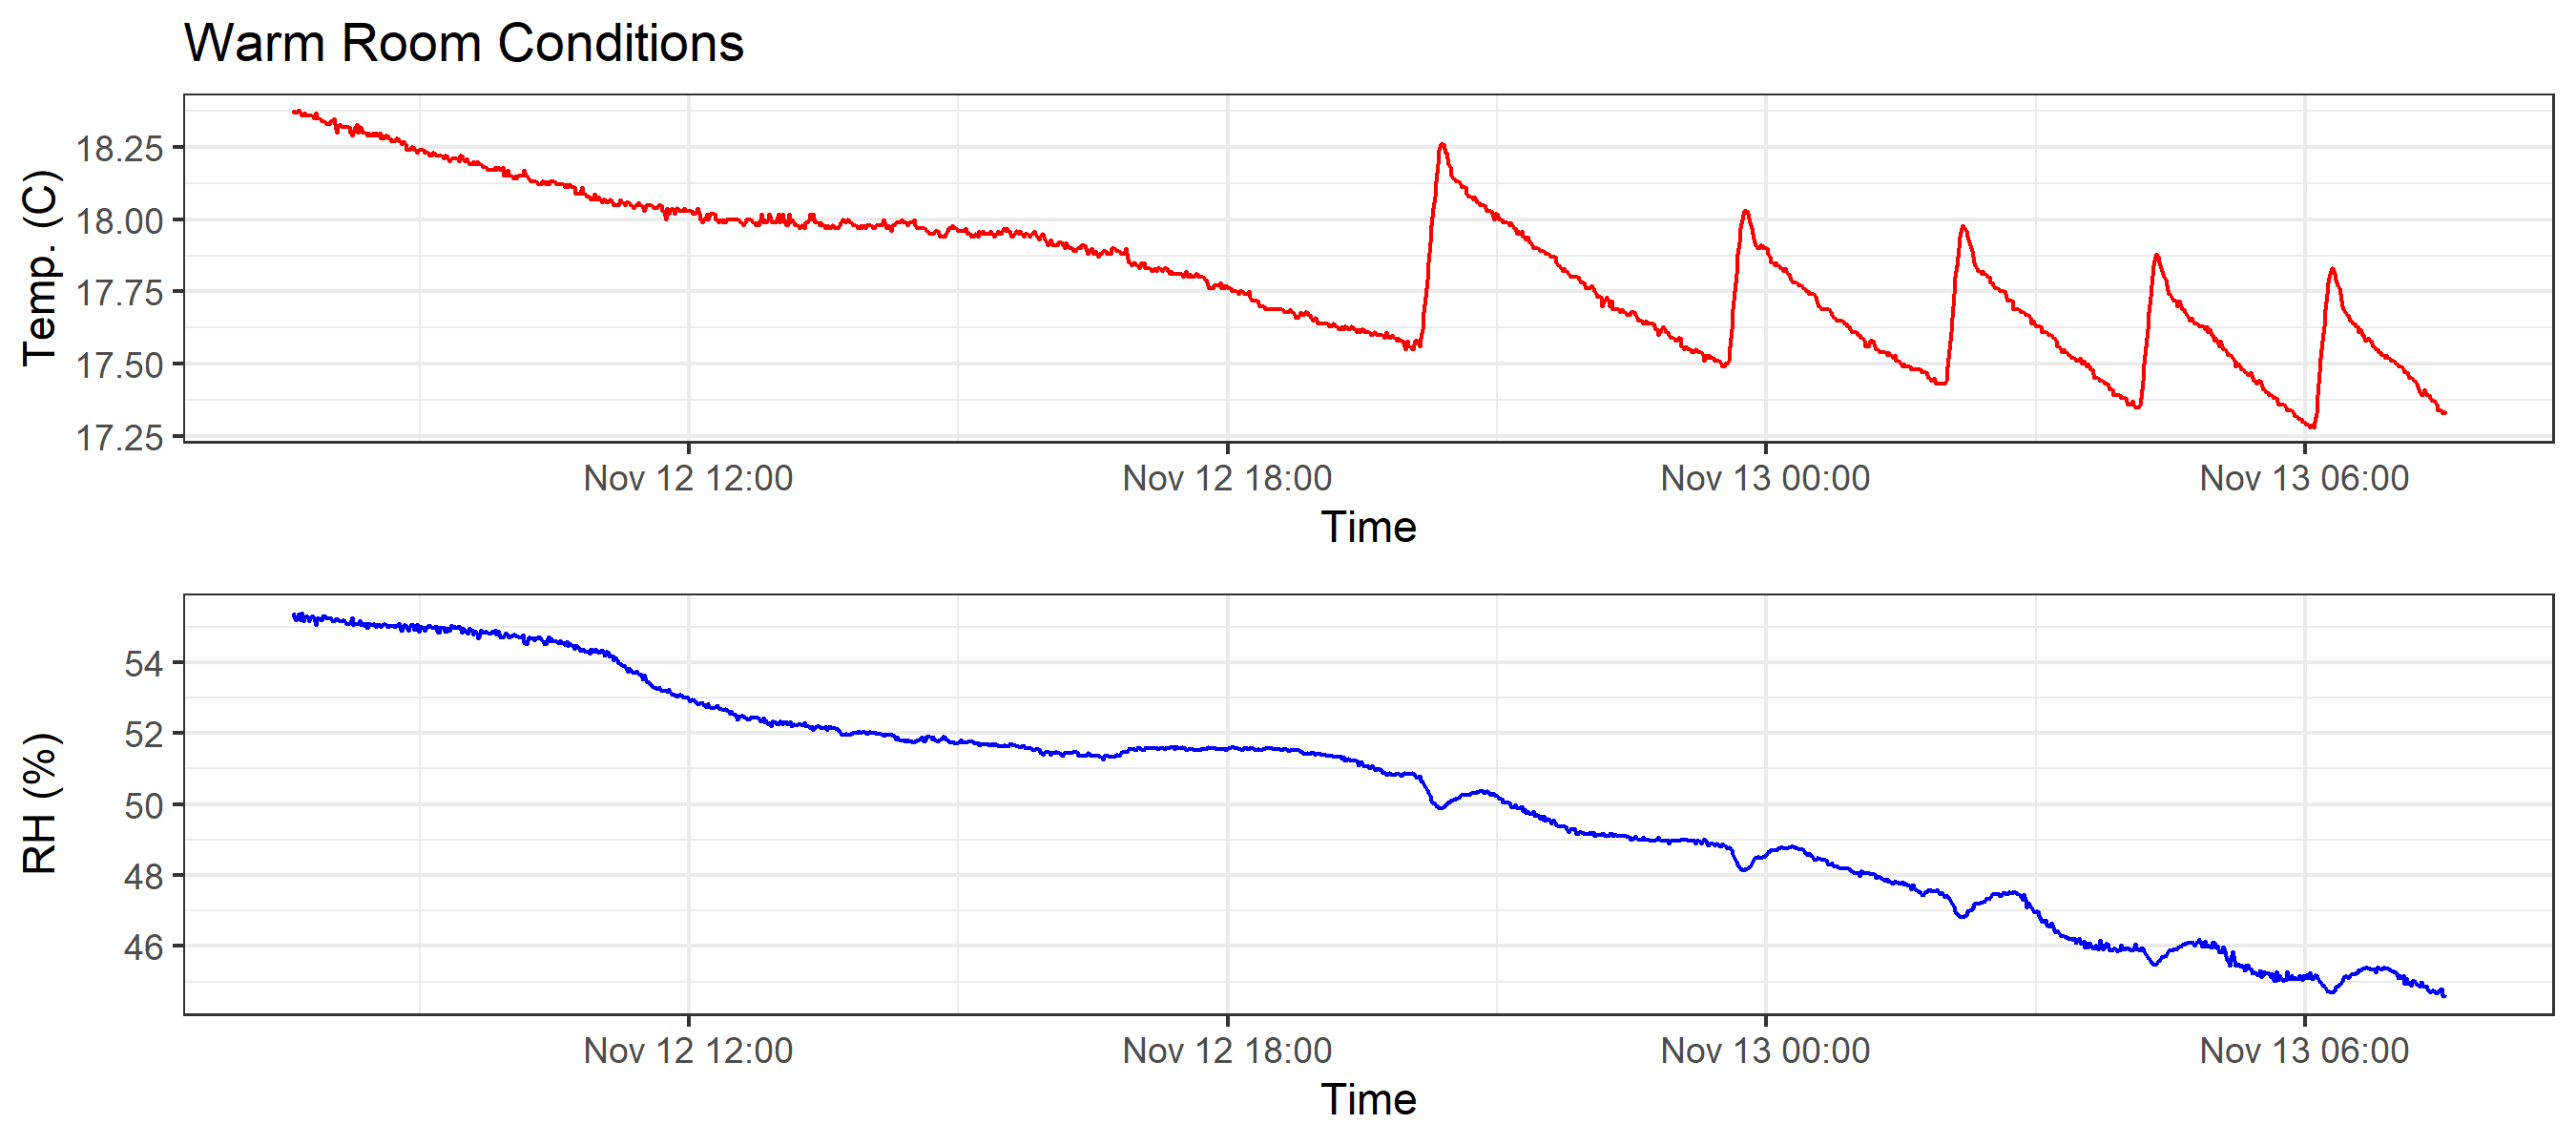 Warm Room Conditions
Temp. (C)
18.25
18.00
17.75
17.50
17.25
Nov 12 12:00 Nov 12 18:00 Nov 13 00:00 Nov 13 06:00
Time
RH (%)
54
52
50
48
46
Nov 12 12:00 Nov 12 18:00 Nov 13 00:00 Nov 13 06:00
Time